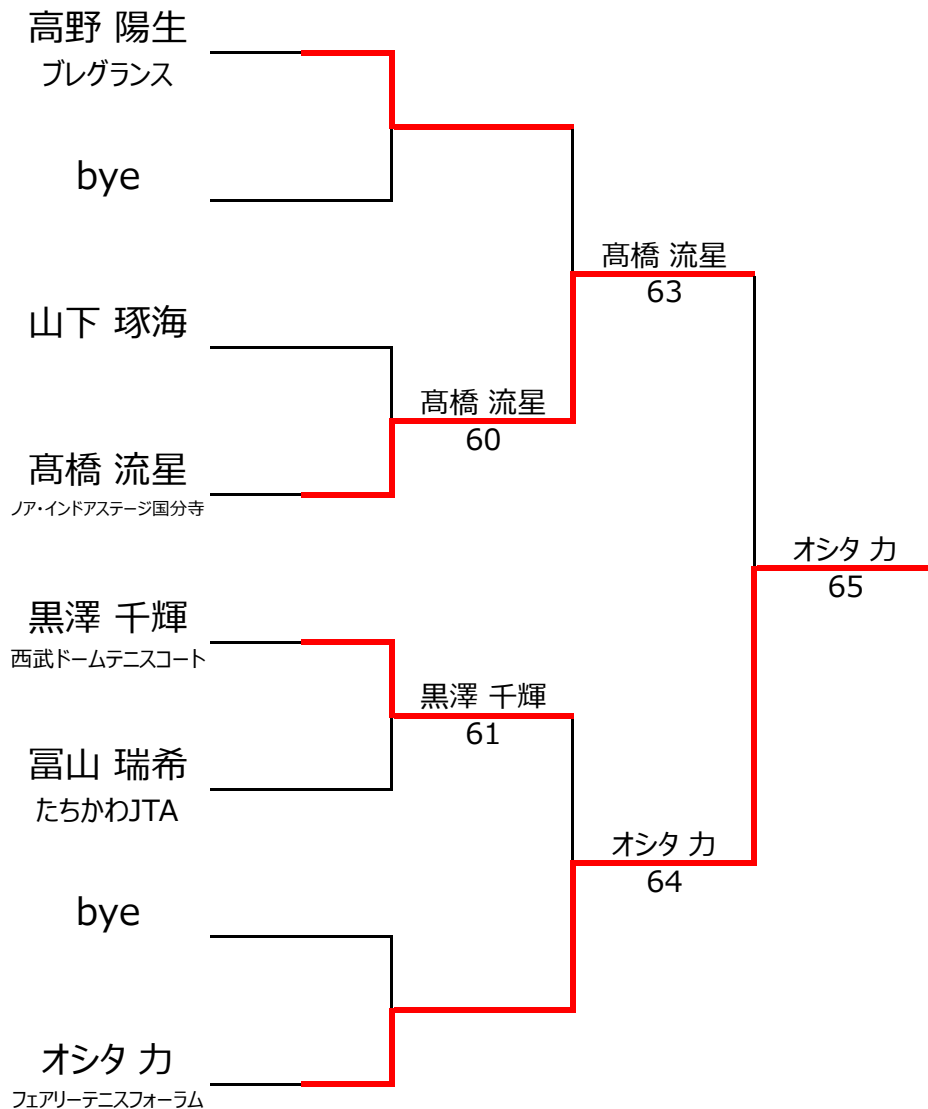 高野 陽生
ブレグランス
bye
山下 琢海
髙橋 流星
ノア・インドアステージ国分寺
黒澤 千輝
西武ドームテニスコート
冨山 瑞希
たちかわJTA
bye
オシタ 力
フェアリーテニスフォーラム
髙橋 流星
60
黒澤 千輝
61
髙橋 流星
63
オシタ 力
64
オシタ 力
65